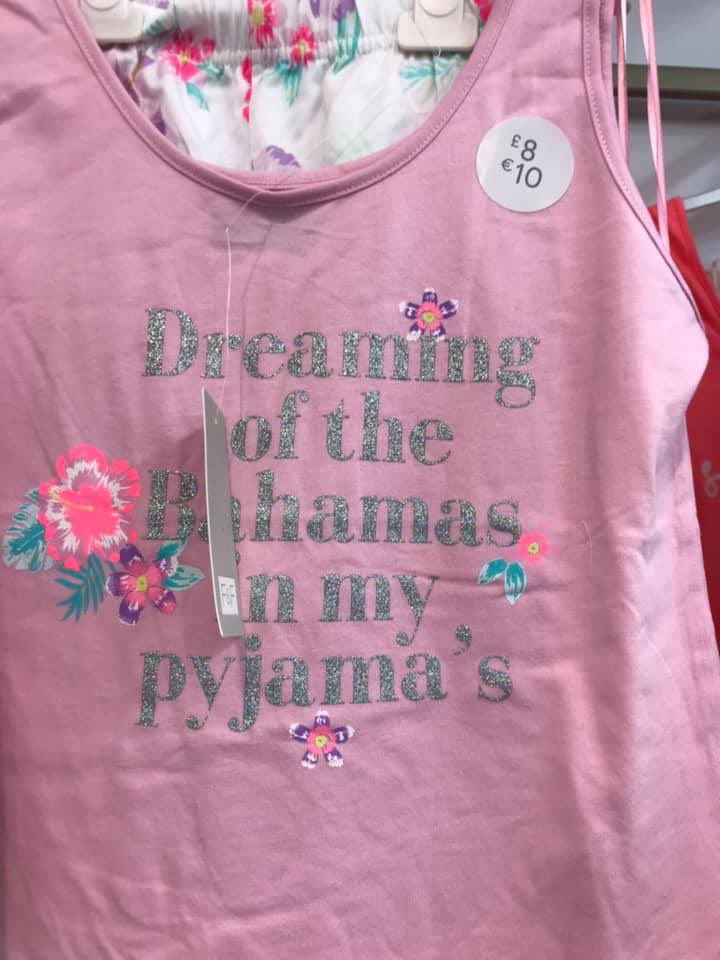 £8
€10
Dreaming
of the
Bahamas
in my
pyjama's